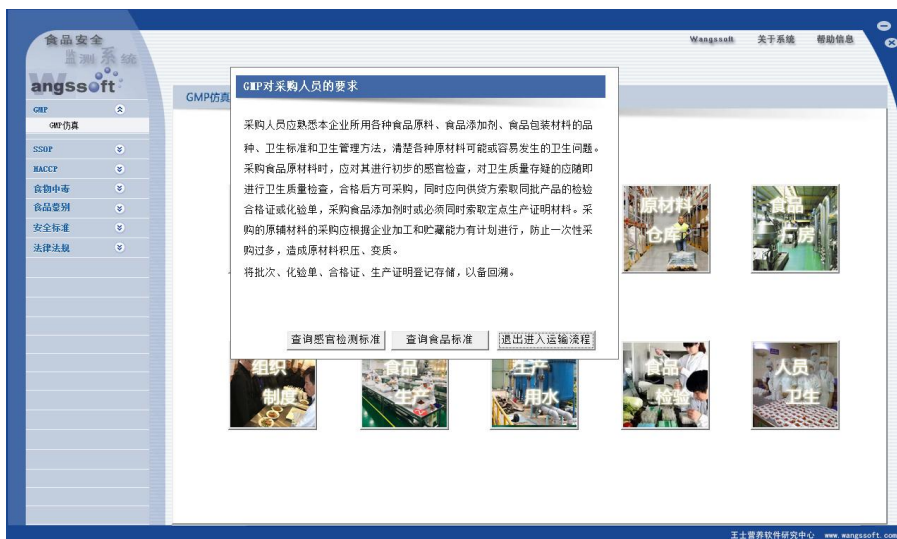 食品安全
监测系统
Wangssoft
Wangssoft 关于系统 帮助信息
GMP
GMP仿真
SSOP
HACCP
食物中毒
食品鉴别
安全标准
法律法规
GMP仿真
GMP对采购人员的要求
采购人员应熟悉本企业所用各种食品原料、食品添加剂、食品包装材料的品
种、卫生标准和卫生管理方法，清楚各种原材料可能或容易发生的卫生问题。
采购食品原材料时，应对其进行初步的感官检查，对卫生质量存疑的应随即
进行卫生质量检查，合格后方可采购，同时应向供货方索取同批产品的检验
合格证或化验单，采购食品添加剂时或必须同时索取定点生产证明材料。采
购的原辅材料的采购应根据企业加工和贮藏能力有计划进行，防止一次性采
购过多，造成原材料积压、变质。
将批次、化验单、合格证、生产证明登记存储，以备回溯。
查询感官检测标准 查询食品标准 退出进入运输流程
原材料
仓库
食品
厂房
组织
制度
食品
生产
生产
用水
食品
检验
人员
卫生
王士营养软件研究中心 www.wangssoft.com